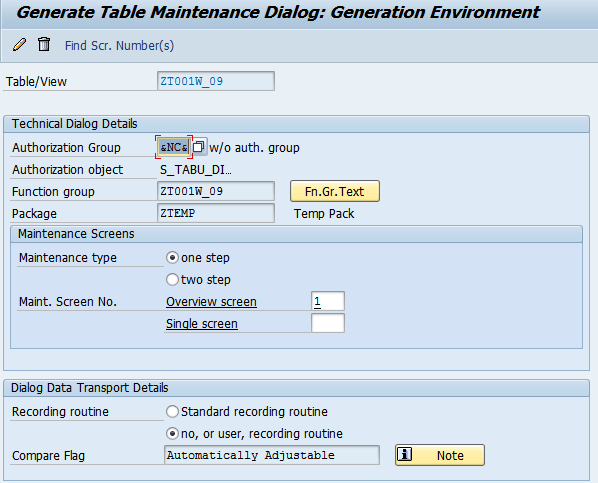 Generate Table Maintenance Dialog: Generation Environment
Find Scr. Number(s)
Table/View ZT001W_09
Technical Dialog Details
Authorization Group &NC& w/o auth. group
Authorization object S_TABU_DI…
Function group ZT001W_09 Fn.Gr.Text
Package ZTEMP Temp Pack
Maintenance Screens
Maintenance type one step
two step
Maint. Screen No. Overview screen 1
Single screen
Dialog Data Transport Details
Recording routine Standard recording routine
no, or user, recording routine
Compare Flag Automatically Adjustable Note